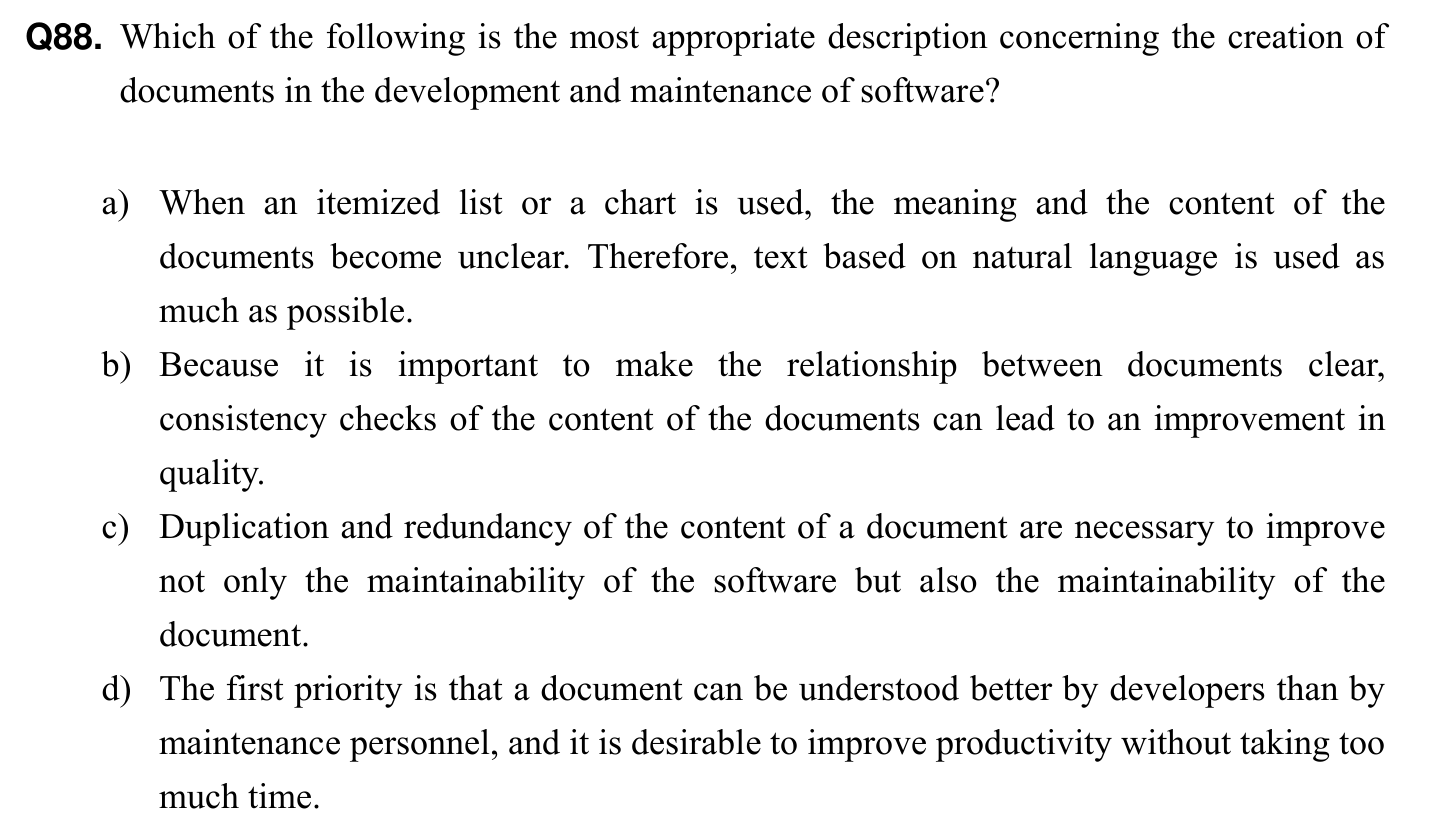 Q88. Which of the following is the most appropriate description concerning the creation of
documents in the development and maintenance of software?
a) When an itemized list or a chart is used, the meaning and the content of the
documents become unclear. Therefore, text based on natural language is used as
much as possible.
b) Because it is important to make the relationship between documents clear,
consistency checks of the content of the documents can lead to an improvement in
quality.
c) Duplication and redundancy of the content of a document are necessary to improve
not only the maintainability of the software but also the maintainability of the
document.
d) The first priority is that a document can be understood better by developers than by
maintenance personnel, and it is desirable to improve productivity without taking too
much time.